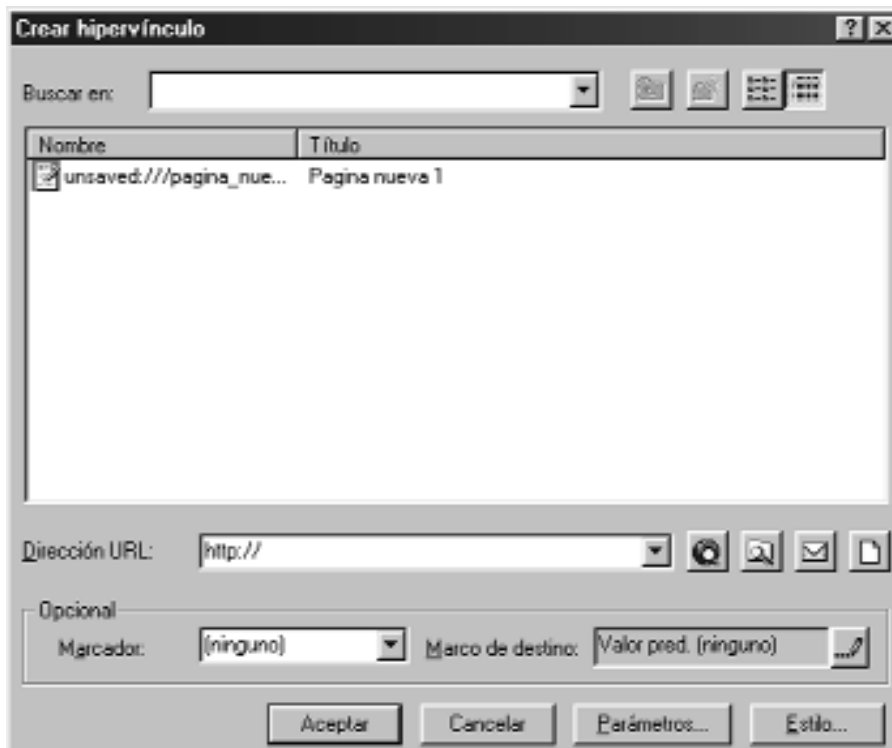 Crear hipervínculo
Buscar en:
Nombre Título
unsaved:///pagina_nue... Pagina nueva 1
Dirección URL: http://
Opcional
Marcador: (ninguno) Marco de destino: Valor pred. (ninguno)
Aceptar Cancelar Parámetros... Estilo...